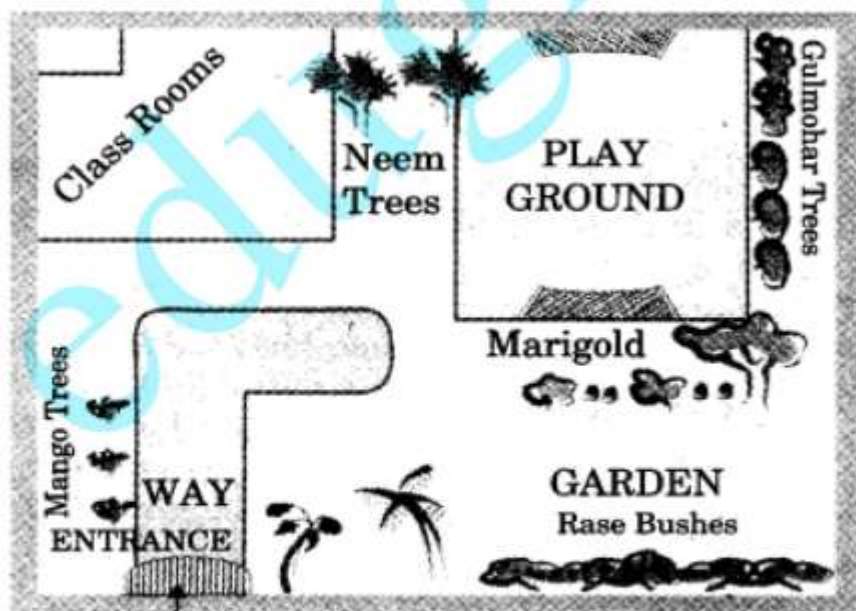 Class Rooms
Neem
Trees
PLAY
GROUND
Gulmohar Trees
Marigold
Mango Trees
WAY
ENTRANCE
GARDEN
Rase Bushes